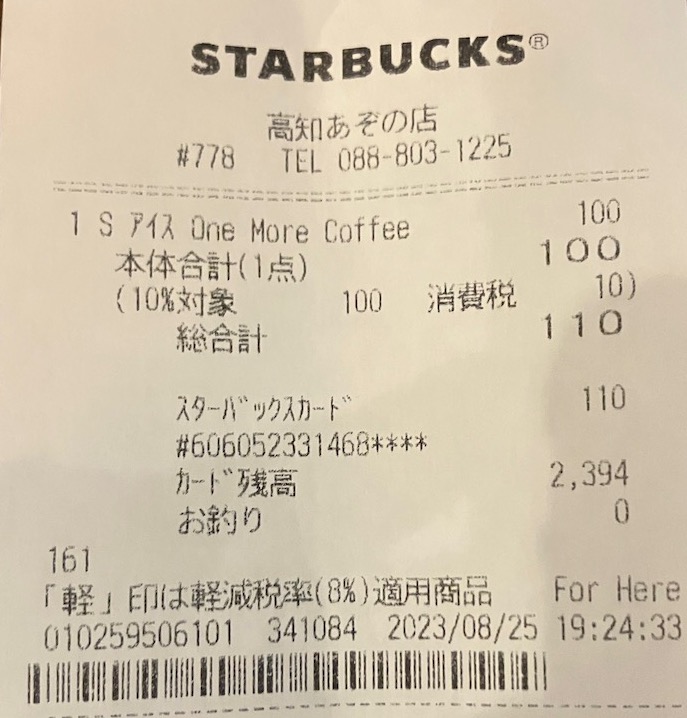 STARBUCKS®
高知あぞの店
#778 TEL 088-803-1225
1 S ｱｲｽ One More Coffee 100
本体合計(1点) 100
(10%対象 100 消費税 10)
総合計 110
ｽﾀｰﾊﾞｯｸｽｶｰﾄﾞ 110
#606052331468****
ｶｰﾄﾞ残高 2,394
お釣り 0
161
「軽」印は軽減税率(8%)適用商品 For Here
010259506101 341084 2023/08/25 19:24:33